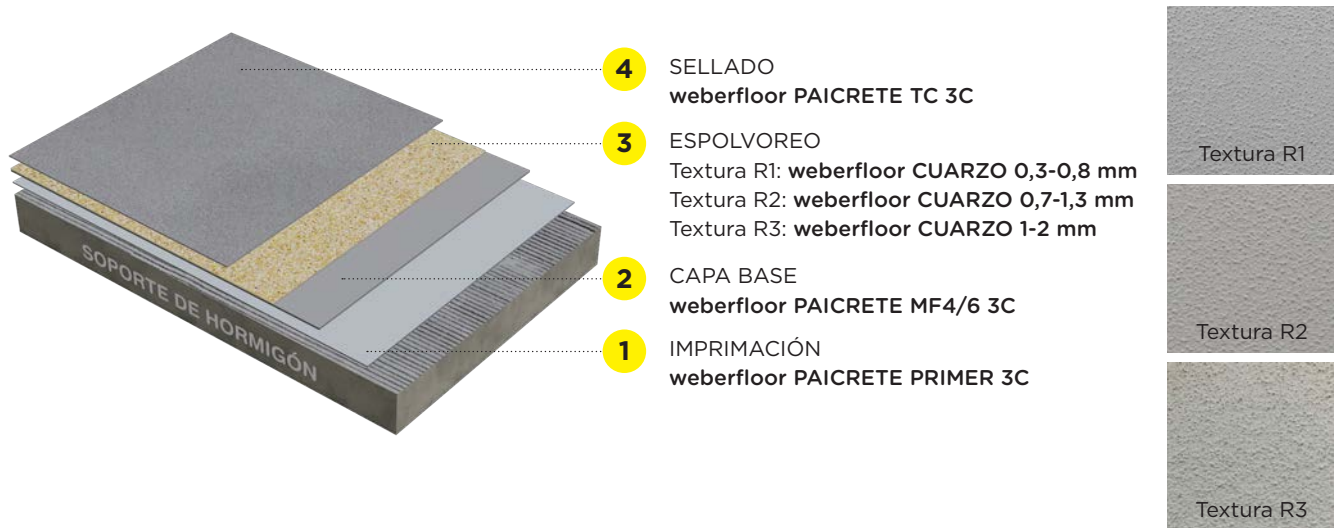 4
SELLADO
weberfloor PAICRETE TC 3C
3
ESPOLVOREO
Textura R1: weberfloor CUARZO 0,3-0,8 mm
Textura R2: weberfloor CUARZO 0,7-1,3 mm
Textura R3: weberfloor CUARZO 1-2 mm
2
CAPA BASE
weberfloor PAICRETE MF4/6 3C
1
IMPRIMACIÓN
weberfloor PAICRETE PRIMER 3C
SOPORTE DE HORMIGÓN
Textura R1
Textura R2
Textura R3